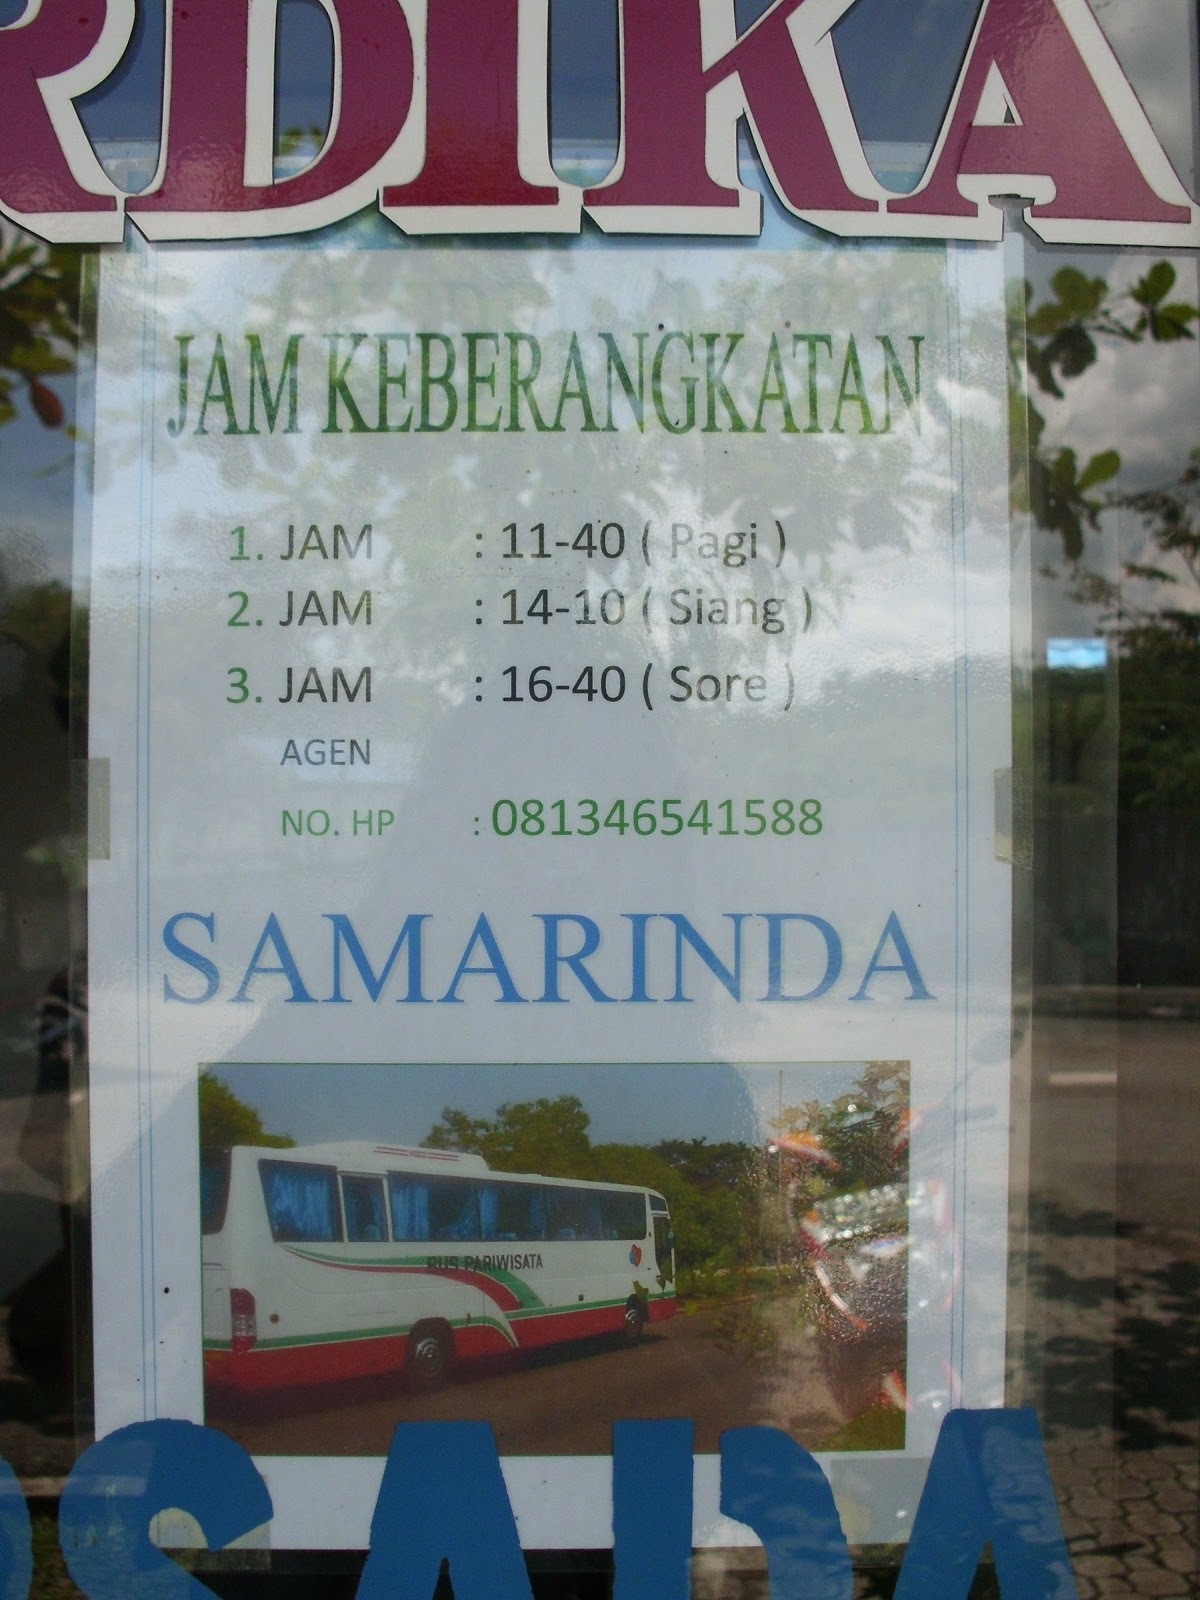 RDIKA
JAM KEBERANGKATAN
1. JAM : 11-40 ( Pagi )
2. JAM : 14-10 ( Siang )
3. JAM : 16-40 ( Sore )
AGEN
NO. HP : 081346541588
SAMARINDA
BUS PARIWISATA